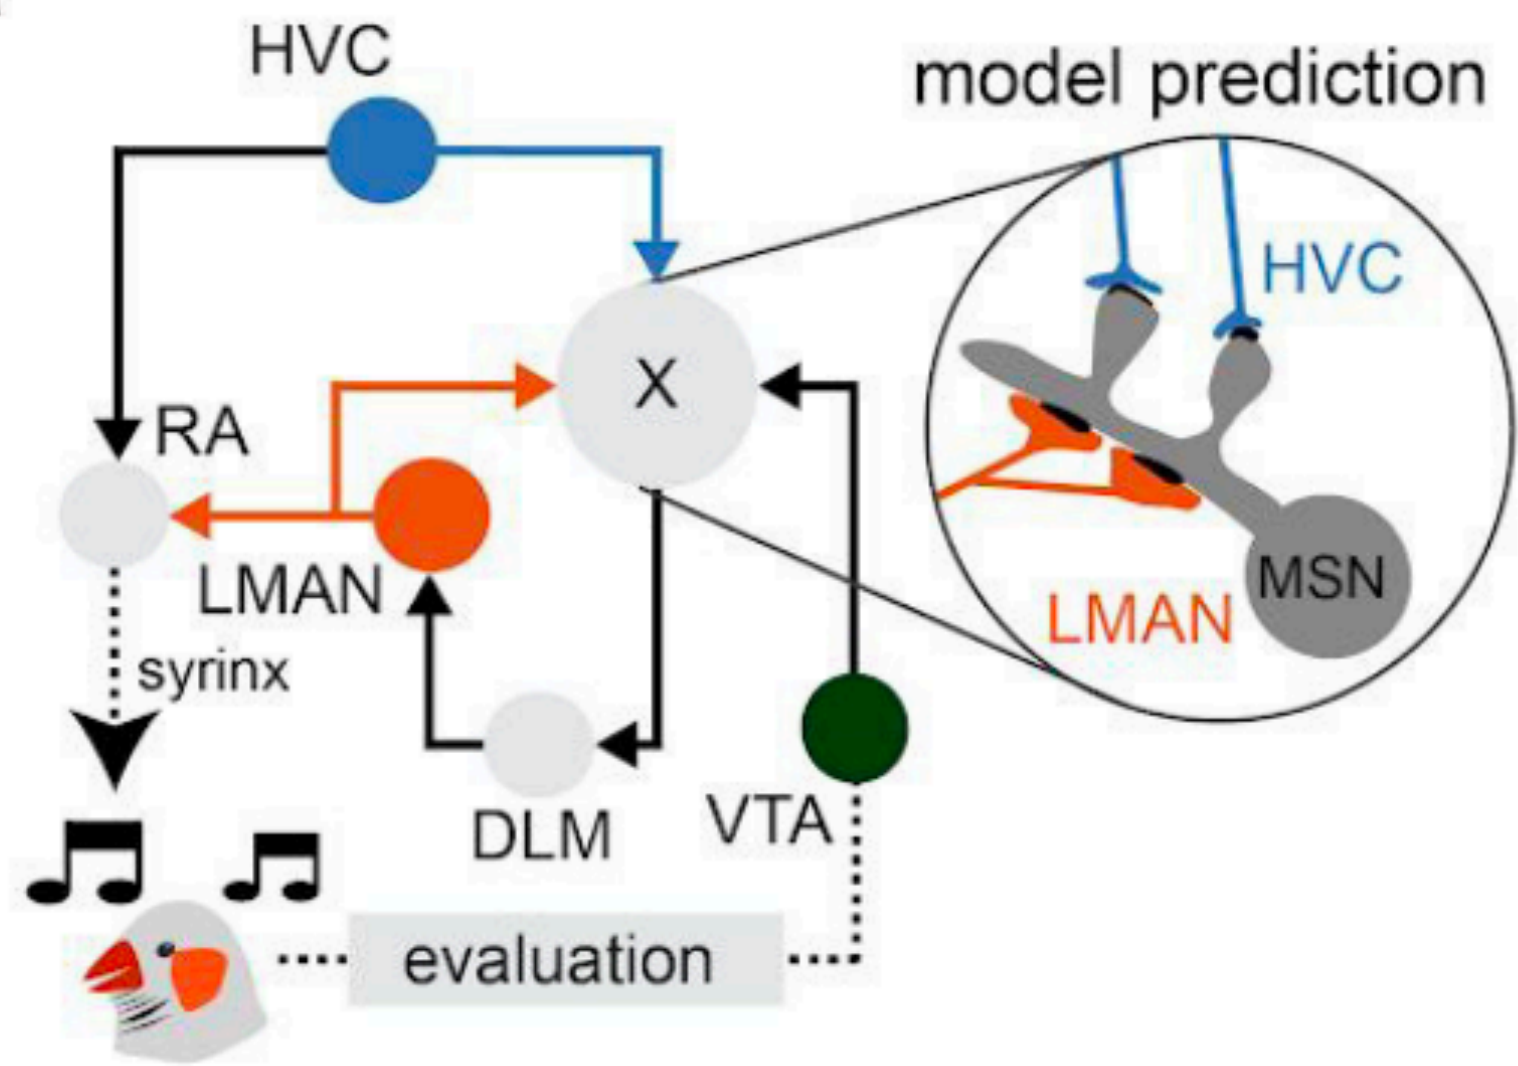 HVC
model prediction
HVC
X
RA
LMAN
MSN
LMAN
syrinx
DLM
VTA
evaluation